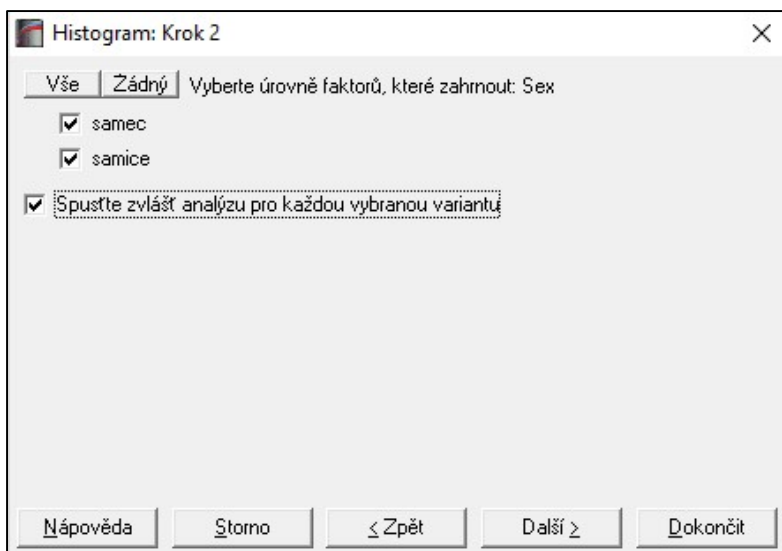 Histogram: Krok 2
Vše Žádný Vyberte úrovně faktorů, které zahrnout: Sex
samec
samice
Spusťte zvlášť analýzu pro každou vybranou variantu
Nápověda Storno < Zpět Další > Dokončit